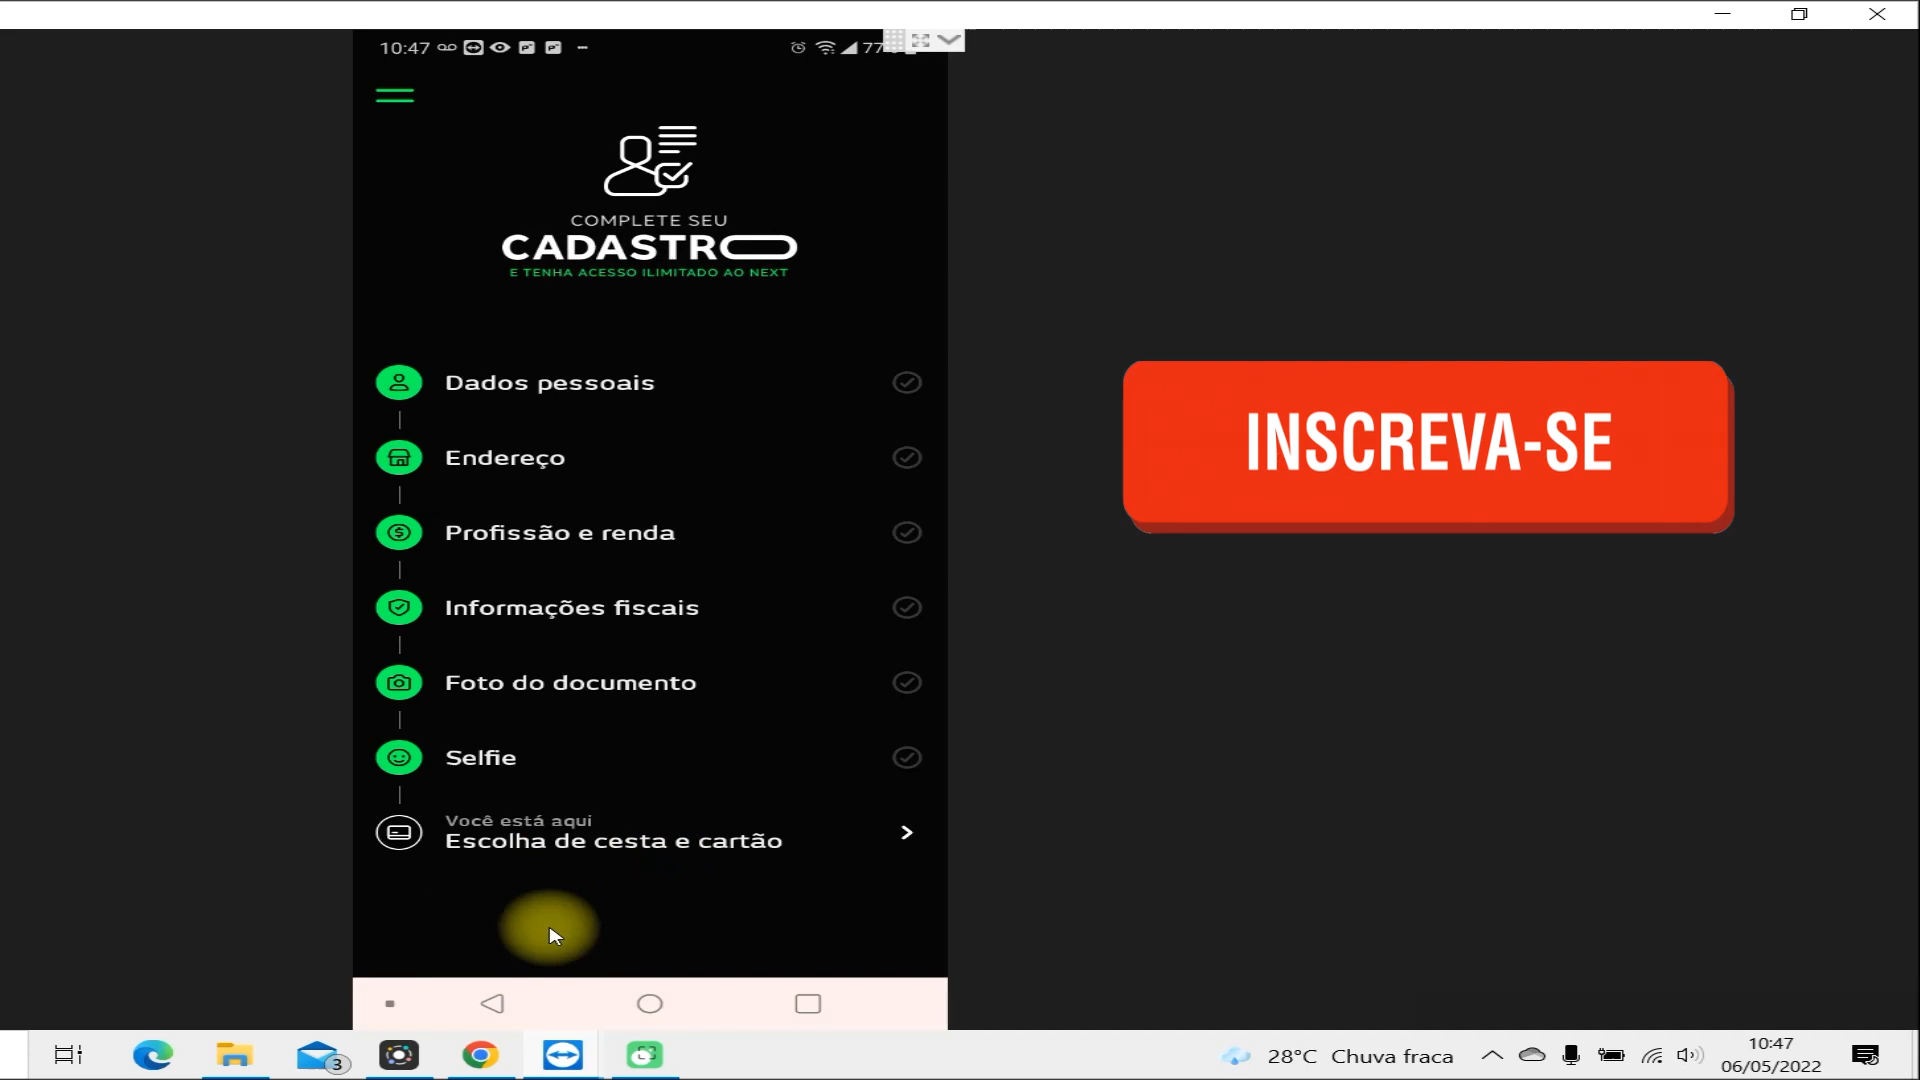 10:47
77
COMPLETE SEU
CADASTRO
E TENHA ACESSO ILIMITADO AO NEXT
Dados pessoais
Endereço
Profissão e renda
Informações fiscais
Foto do documento
Selfie
Você está aqui
Escolha de cesta e cartão
INSCREVA-SE
3
28°C Chuva fraca
10:47
06/05/2022